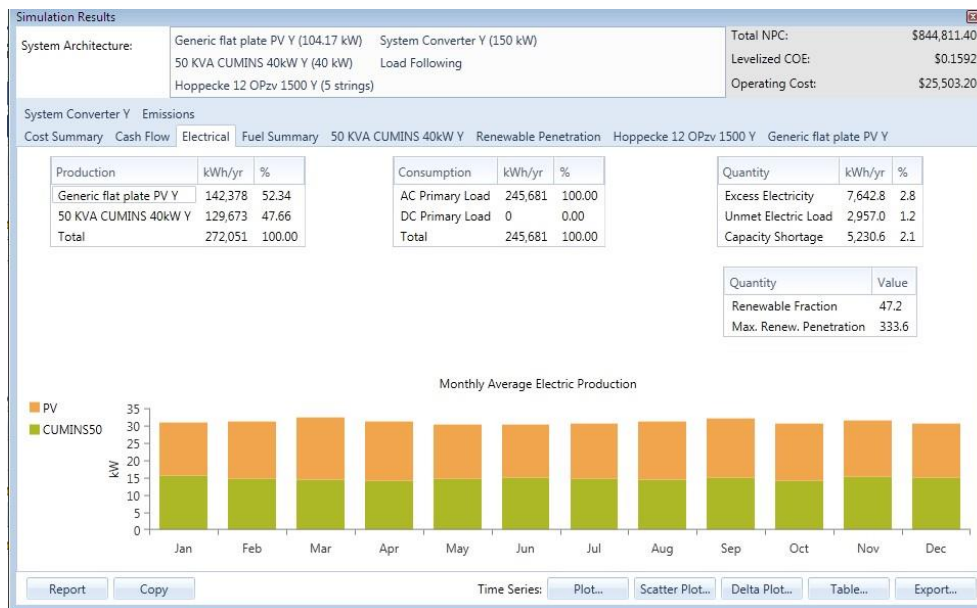 Simulation Results
System Architecture:
Generic flat plate PV Y (104.17 kW) System Converter Y (150 kW)
50 KVA CUMINS 40kW Y (40 kW) Load Following
Hoppecke 12 OPzv 1500 Y (5 strings)
Total NPC: $844,811.40
Levelized COE: $0.1592
Operating Cost: $25,503.20
System Converter Y Emissions
Cost Summary Cash Flow Electrical Fuel Summary 50 KVA CUMINS 40kW Y Renewable Penetration Hoppecke 12 OPzv 1500 Y Generic flat plate PV Y
Production kWh/yr %
Generic flat plate PV Y 142,378 52.34
50 KVA CUMINS 40kW Y 129,673 47.66
Total 272,051 100.00
Consumption kWh/yr %
AC Primary Load 245,681 100.00
DC Primary Load 0 0.00
Total 245,681 100.00
Quantity kWh/yr %
Excess Electricity 7,642.8 2.8
Unmet Electric Load 2,957.0 1.2
Capacity Shortage 5,230.6 2.1
Quantity Value
Renewable Fraction 47.2
Max. Renew. Penetration 333.6
Monthly Average Electric Production
PV
CUMINS50
kW
35
30
25
20
15
10
5
0
Jan Feb Mar Apr May Jun Jul Aug Sep Oct Nov Dec
Report Copy Time Series: Plot... Scatter Plot... Delta Plot... Table... Export...